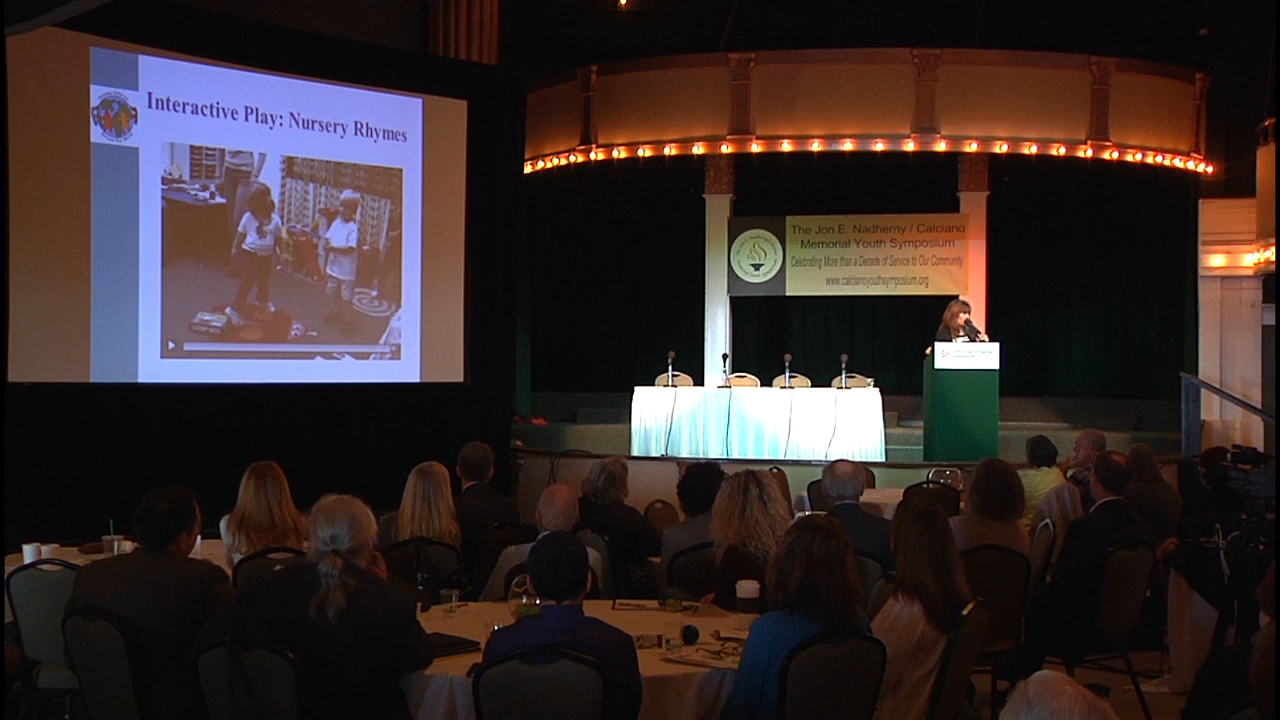 Interactive Play: Nursery Rhymes
The Jon E. Nadherny / Calciano
Memorial Youth Symposium
Celebrating More than a Decade of Service to Our Community.
www.calcianoyouthsymposium.org